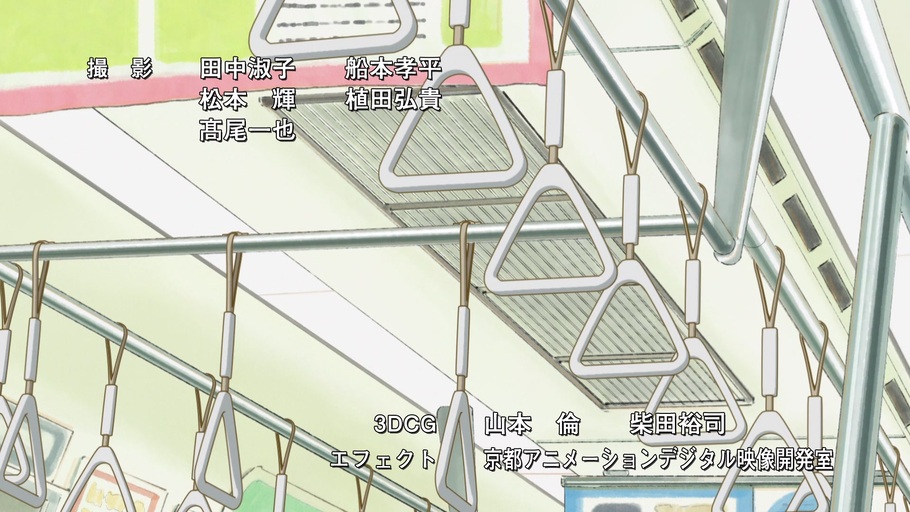 撮　影　田中淑子　船本孝平
松本　輝　植田弘貴
髙尾一也
3DCG　山本　倫　柴田裕司
エフェクト　京都アニメーションデジタル映像開発室